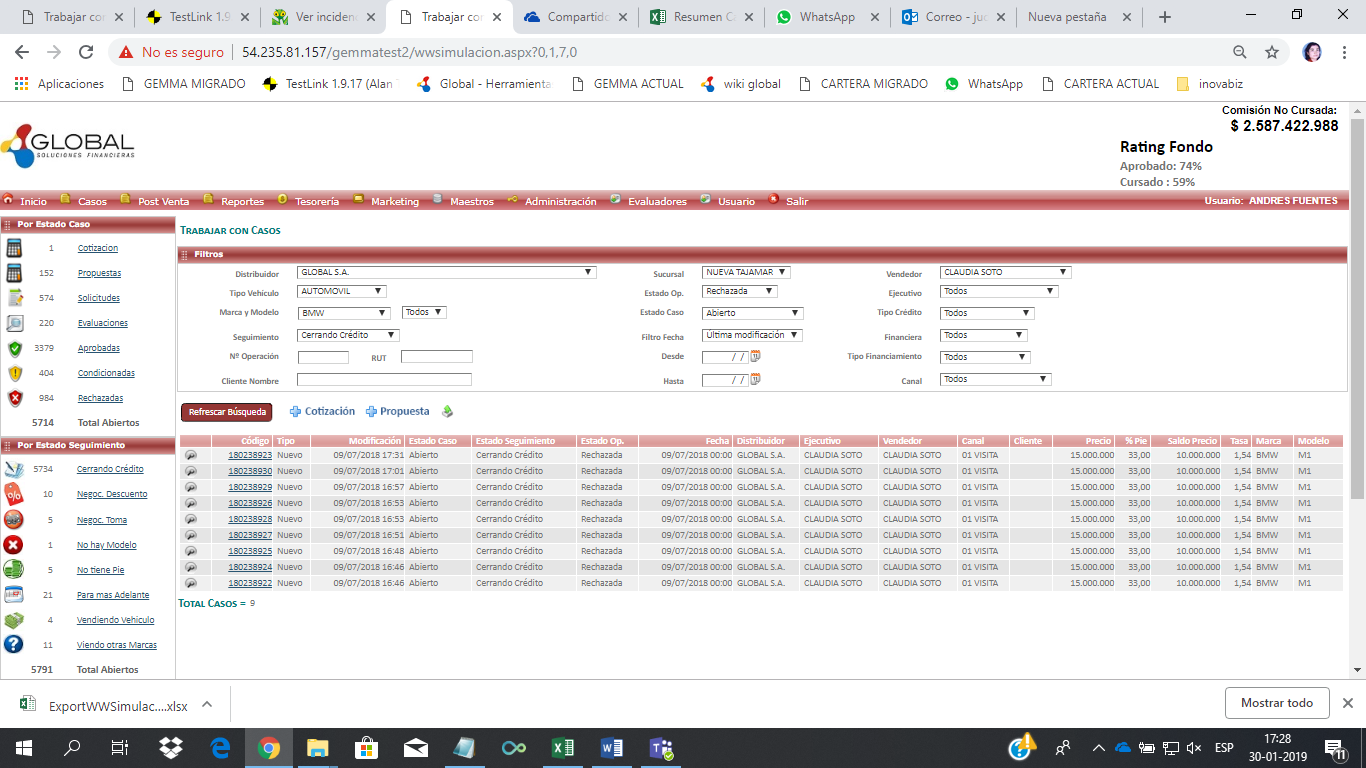 Trabajar con
TestLink 1.9
Ver inciden
Trabajar con
Compartido
Resumen C
WhatsApp
Correo - jud
Nueva pestaña
No es seguro
54.235.81.157/gemmatest2/wwsimulacion.aspx?0,1,7,0
Aplicaciones
GEMMA MIGRADO
TestLink 1.9.17 (Alan
Global - Herramienta
GEMMA ACTUAL
wiki global
CARTERA MIGRADO
WhatsApp
CARTERA ACTUAL
inovabiz
GLOBAL
SOLUCIONES FINANCIERAS
Comisión No Cursada:
$ 2.587.422.988
Rating Fondo
Aprobado: 74%
Cursado : 59%
Inicio Casos Post Venta Reportes Tesorería Marketing Maestros Administración Evaluadores Usuario Salir Usuario: ANDRES FUENTES
Por Estado Caso
1 Cotizacion
152 Propuestas
574 Solicitudes
220 Evaluaciones
3379 Aprobadas
404 Condicionadas
984 Rechazadas
5714 Total Abiertos
Por Estado Seguimiento
5734 Cerrando Crédito
10 Negoc. Descuento
5 Negoc. Toma
1 No hay Modelo
5 No tiene Pie
21 Para mas Adelante
4 Vendiendo Vehiculo
11 Viendo otras Marcas
5791 Total Abiertos
TRABAJAR CON CASOS
Filtros
Distribuidor GLOBAL S.A. Sucursal NUEVA TAJAMAR Vendedor CLAUDIA SOTO
Tipo Vehículo AUTOMOVIL Estado Op. Rechazada Ejecutivo Todos
Marca y Modelo BMW Todos Estado Caso Abierto Tipo Crédito Todos
Seguimiento Cerrando Crédito Filtro Fecha Última modificación Financiera Todos
Nº Operación RUT Desde / / Tipo Financiamiento Todos
Cliente Nombre Hasta / / Canal Todos
Refrescar Búsqueda Cotización Propuesta
Código Tipo Modificación Estado Caso Estado Seguimiento Estado Op. Fecha Distribuidor Ejecutivo Vendedor Canal Cliente Precio % Pie Saldo Precio Tasa Marca Modelo
180238923 Nuevo 09/07/2018 17:31 Abierto Cerrando Crédito Rechazada 09/07/2018 00:00 GLOBAL S.A. CLAUDIA SOTO CLAUDIA SOTO 01 VISITA 15.000.000 33,00 10.000.000 1,54 BMW M1
180238930 Nuevo 09/07/2018 17:01 Abierto Cerrando Crédito Rechazada 09/07/2018 00:00 GLOBAL S.A. CLAUDIA SOTO CLAUDIA SOTO 01 VISITA 15.000.000 33,00 10.000.000 1,54 BMW M1
180238929 Nuevo 09/07/2018 16:57 Abierto Cerrando Crédito Rechazada 09/07/2018 00:00 GLOBAL S.A. CLAUDIA SOTO CLAUDIA SOTO 01 VISITA 15.000.000 33,00 10.000.000 1,54 BMW M1
180238926 Nuevo 09/07/2018 16:53 Abierto Cerrando Crédito Rechazada 09/07/2018 00:00 GLOBAL S.A. CLAUDIA SOTO CLAUDIA SOTO 01 VISITA 15.000.000 33,00 10.000.000 1,54 BMW M1
180238928 Nuevo 09/07/2018 16:53 Abierto Cerrando Crédito Rechazada 09/07/2018 00:00 GLOBAL S.A. CLAUDIA SOTO CLAUDIA SOTO 01 VISITA 15.000.000 33,00 10.000.000 1,54 BMW M1
180238927 Nuevo 09/07/2018 16:51 Abierto Cerrando Crédito Rechazada 09/07/2018 00:00 GLOBAL S.A. CLAUDIA SOTO CLAUDIA SOTO 01 VISITA 15.000.000 33,00 10.000.000 1,54 BMW M1
180238925 Nuevo 09/07/2018 16:48 Abierto Cerrando Crédito Rechazada 09/07/2018 00:00 GLOBAL S.A. CLAUDIA SOTO CLAUDIA SOTO 01 VISITA 15.000.000 33,00 10.000.000 1,54 BMW M1
180238924 Nuevo 09/07/2018 16:46 Abierto Cerrando Crédito Rechazada 09/07/2018 00:00 GLOBAL S.A. CLAUDIA SOTO CLAUDIA SOTO 01 VISITA 15.000.000 33,00 10.000.000 1,54 BMW M1
180238922 Nuevo 09/07/2018 16:46 Abierto Cerrando Crédito Rechazada 09/07/2018 00:00 GLOBAL S.A. CLAUDIA SOTO CLAUDIA SOTO 01 VISITA 15.000.000 33,00 10.000.000 1,54 BMW M1
TOTAL CASOS = 9
ExportWWSimulac....xlsx
Mostrar todo
ESP
17:28
30-01-2019
11